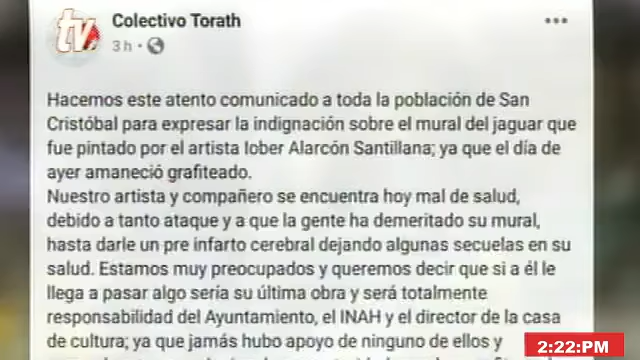 tv
Colectivo Torath
3 h
Hacemos este atento comunicado a toda la población de San
Cristóbal para expresar la indignación sobre el mural del jaguar que
fue pintado por el artista Iober Alarcón Santillana; ya que el día de
ayer amaneció grafiteado.
Nuestro artista y compañero se encuentra hoy mal de salud,
debido a tanto ataque y a que la gente ha demeritado su mural,
hasta darle un pre infarto cerebral dejando algunas secuelas en su
salud. Estamos muy preocupados y queremos decir que si a él le
llega a pasar algo sería su última obra y será totalmente
responsabilidad del Ayuntamiento, el INAH y el director de la casa
de cultura; ya que jamás hubo apoyo de ninguno de ellos y
2:22:PM